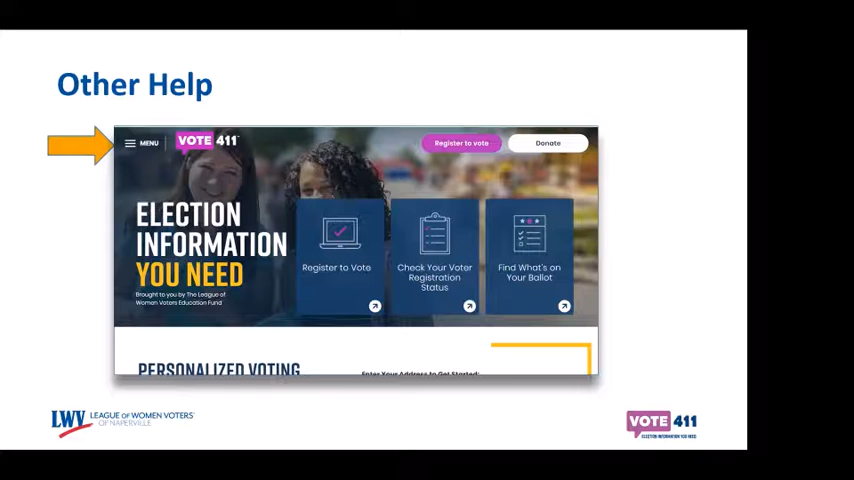 Other Help
MENU
VOTE 411
Register to vote
Donate
ELECTION
INFORMATION
YOU NEED
Brought to you by The League of
Women Voters Education Fund
Register to Vote
Check Your Voter
Registration
Status
Find What's on
Your Ballot
PERSONALIZED VOTING
Enter Your Address to Get Started:
LWV LEAGUE OF WOMEN VOTERS®
OF NAPERVILLE
VOTE 411
ELECTION INFORMATION YOU NEED